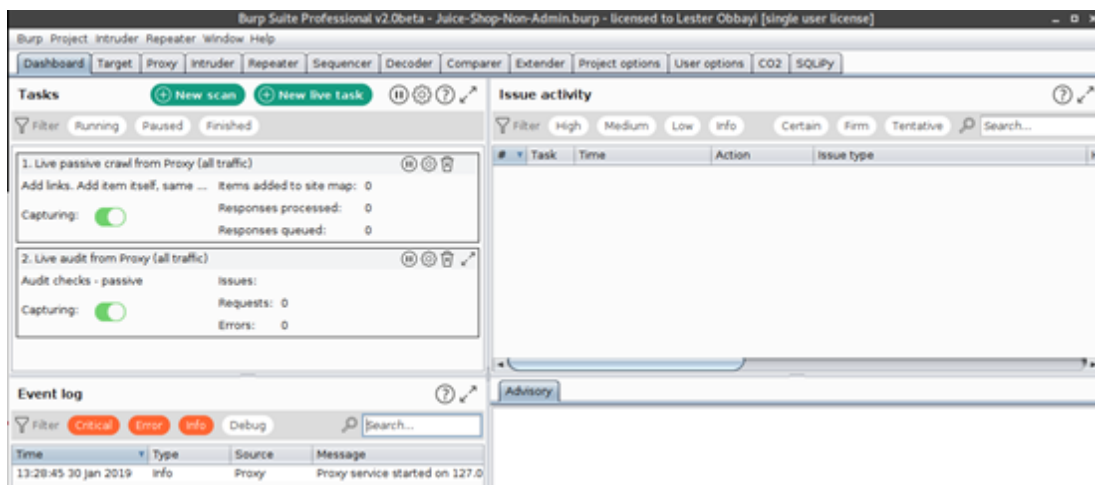 Burp Suite Professional v2.0beta - Juice-Shop-Non-Admin.burp - licensed to Lester Obbayi [single user license]
Burp Project Intruder Repeater Window Help
Dashboard Target Proxy Intruder Repeater Sequencer Decoder Comparer Extender Project options User options CO2 SQLiPy
Tasks New scan New live task
Filter Running Paused Finished
1. Live passive crawl from Proxy (all traffic)
Add links. Add item itself, same ... Items added to site map: 0
Capturing: Responses processed: 0
Responses queued: 0
2. Live audit from Proxy (all traffic)
Audit checks - passive Issues:
Capturing: Requests: 0
Errors: 0
Issue activity
Filter High Medium Low Info Certain Firm Tentative Search...
# Task Time Action Issue type
Event log
Filter Critical Error Info Debug Search...
Time Type Source Message
13:28:45 30 Jan 2019 Info Proxy Proxy service started on 127.0
Advisory